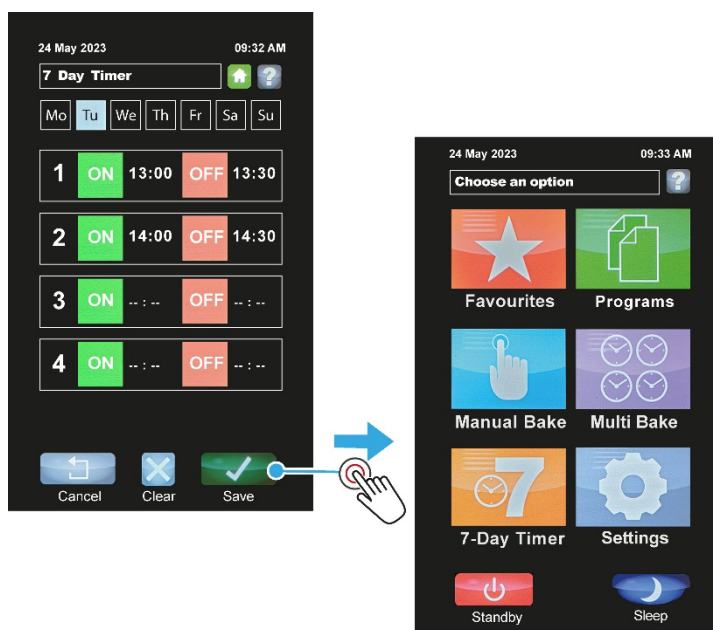 24 May 2023 09:32 AM
7 Day Timer ?
Mo Tu We Th Fr Sa Su
1 ON 13:00 OFF 13:30
2 ON 14:00 OFF 14:30
3 ON --:-- OFF --:--
4 ON --:-- OFF --:--
Cancel Clear Save
24 May 2023 09:33 AM
Choose an option ?
Favourites Programs
Manual Bake Multi Bake
7
7-Day Timer Settings
Standby Sleep